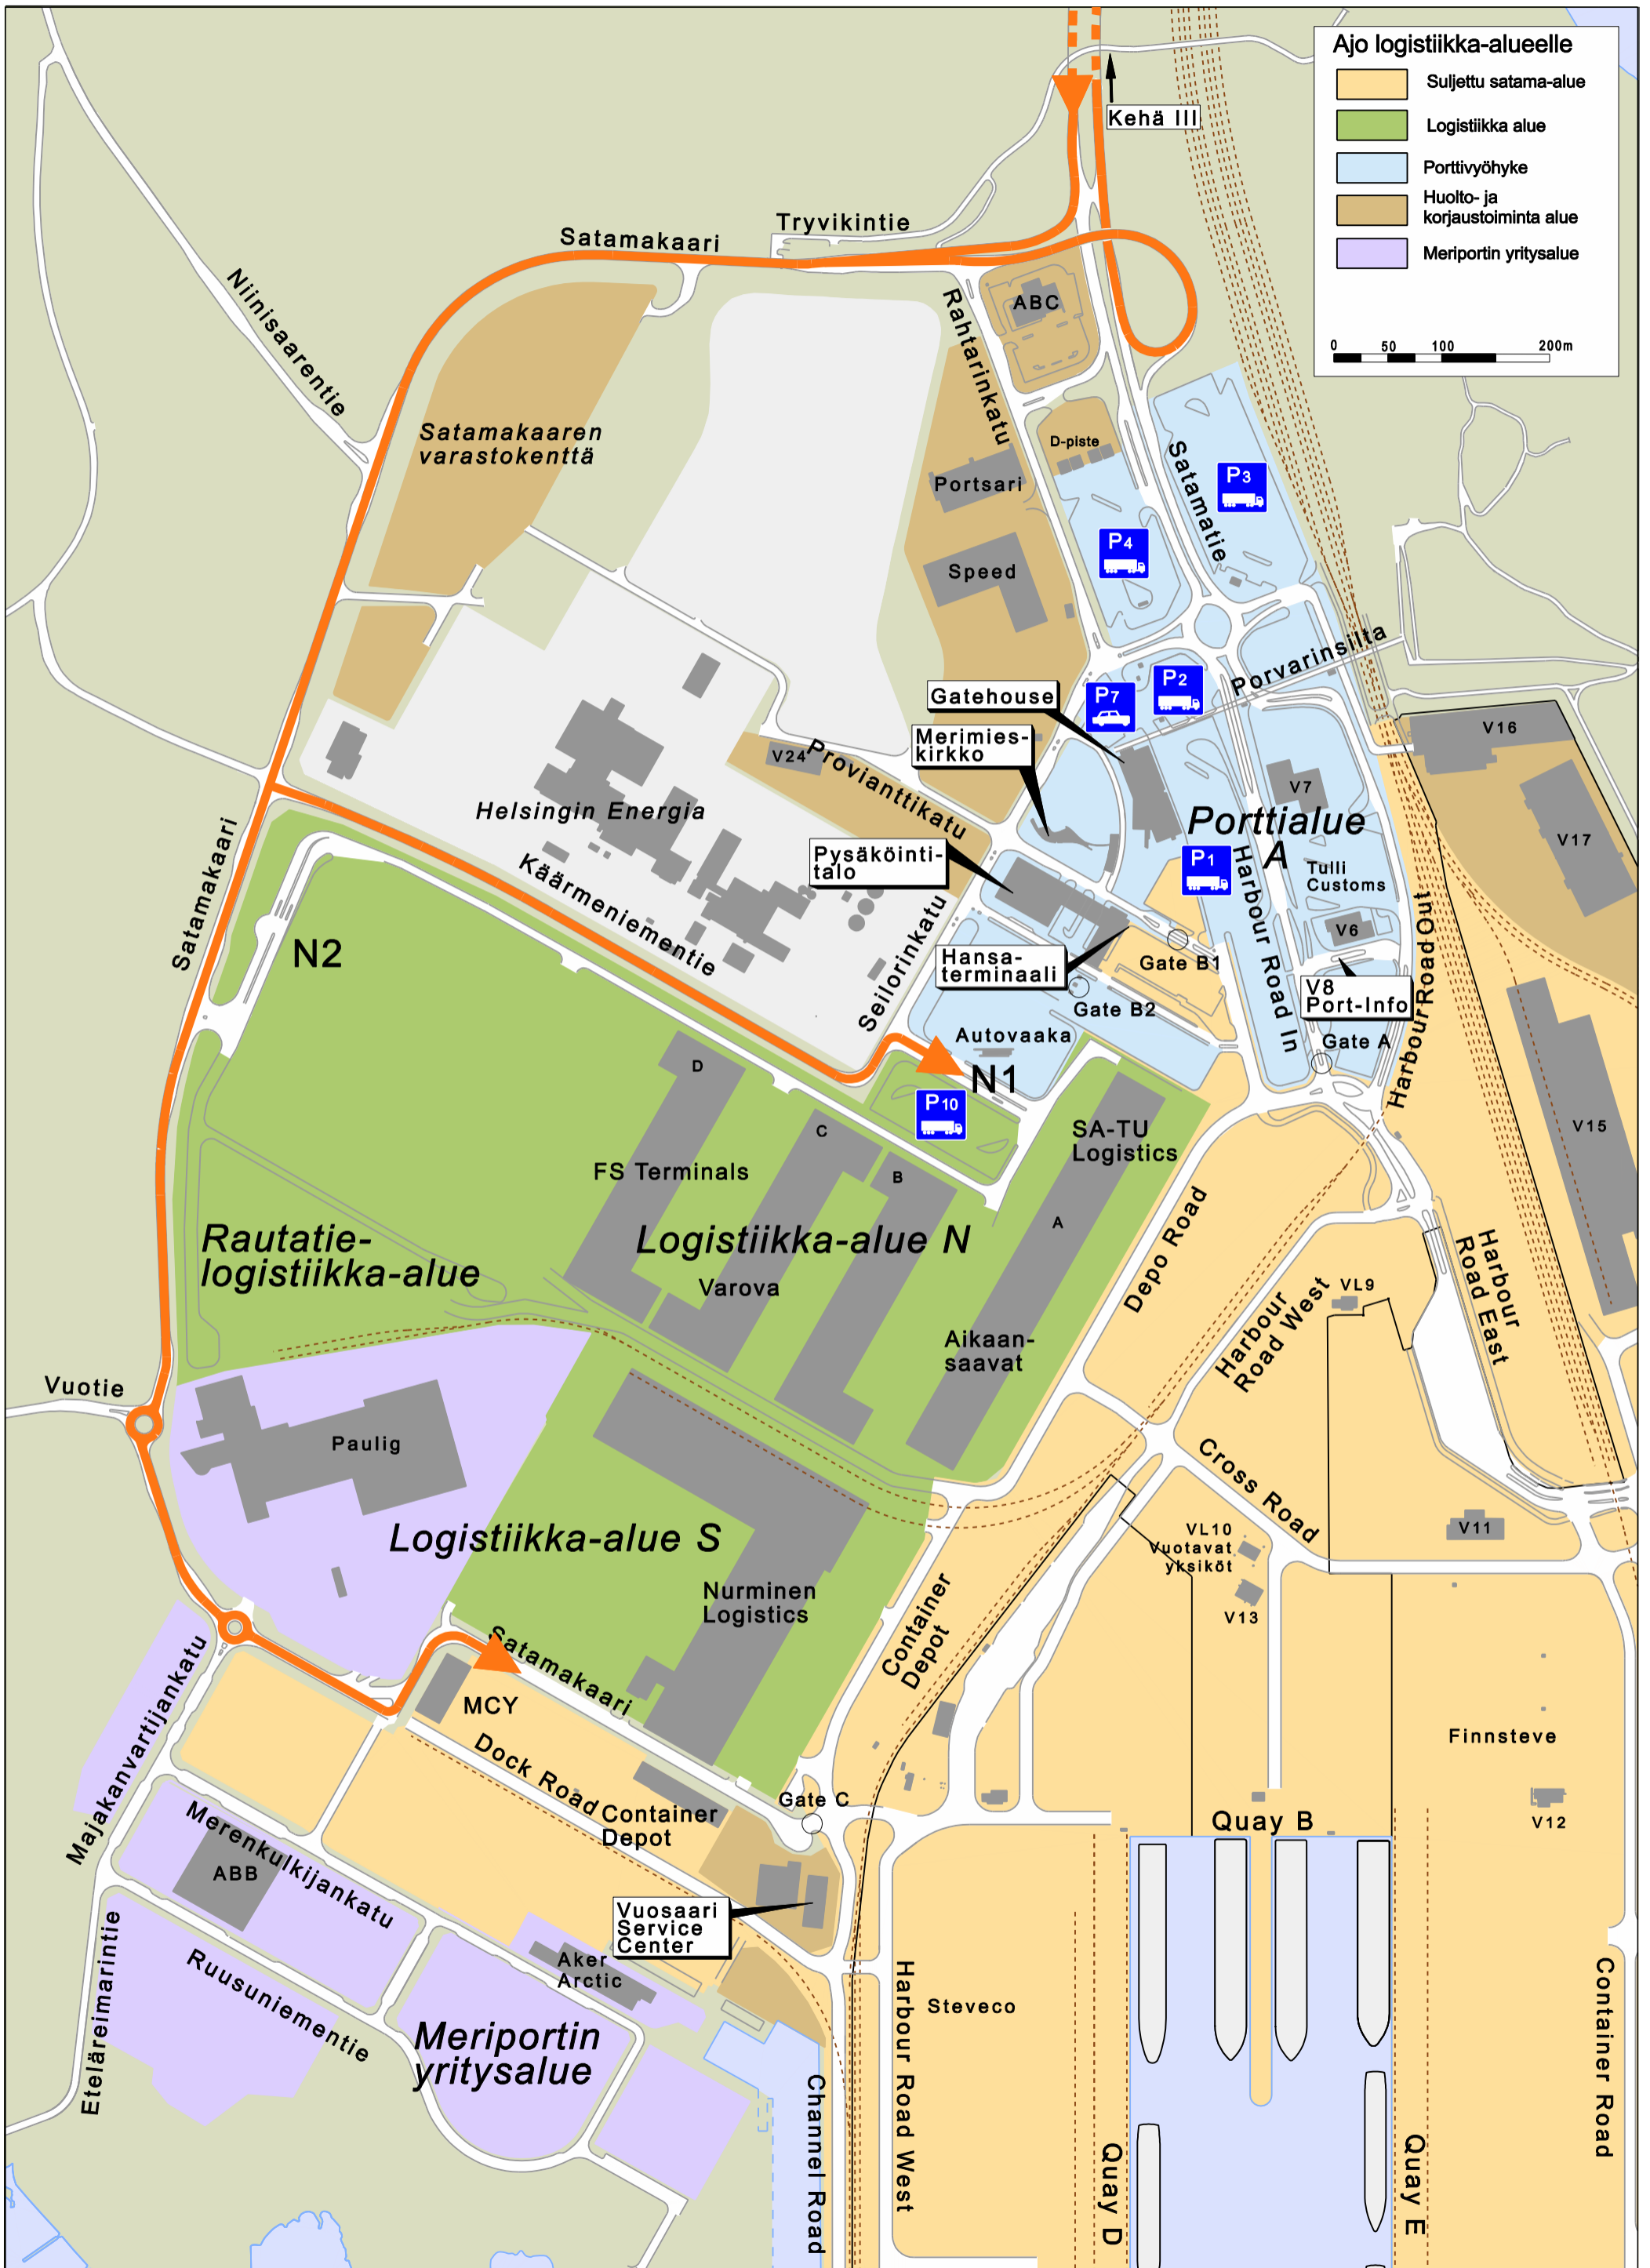 Ajo logistiikka-alueelle
Suljettu satama-alue
Logistiikka alue
Porttivyöhyke
Huolto- ja
korjaustoiminta alue
Meriportin yritysalue
0 50 100 200m
Kehä III
Tryvikintie
Satamakaari
Niinisaarentie
Rahtarinkatu
ABC
Satamakaaren
varastokenttä
D-piste
Portsari
Satamatie
P3
P4
Speed
Porvarinsilta
P7
P2
Gatehouse
Merimies-
kirkko
V16
V24
Provianttikatu
V7
Helsingin Energia
Porttialue
A
V17
Pysäköinti-
talo
P1
Tulli
Customs
Käärmeniementie
Satamakaari
Seilorinkatu
Harbour Road In
Harbour Road Out
V6
N2
Hansa-
terminaali
Gate B1
V8
Port-Info
Gate B2
Autovaaka
Gate A
N1
D
P10
C
SA-TU
Logistics
V15
FS Terminals
B
A
Rautatie-
logistiikka-alue
Logistiikka-alue N
Depo Road
Varova
Harbour
Road West
VL9
Harbour
Road East
Aikaan-
saavat
Vuotie
Paulig
Cross Road
Logistiikka-alue S
VL10
Vuotavat
yksiköt
V11
Nurminen
Logistics
Container
Depot
V13
Satamakaari
Majakanvartijankatu
MCY
Dock Road
Finnsteve
Container
Depot
Gate C
Quay B
V12
Merenkulkijankatu
ABB
Vuosaari
Service
Center
Eteläreimarintie
Ruusuniementie
Aker
Arctic
Harbour Road West
Steveco
Container Road
Meriportin
yritysalue
Channel Road
Quay D
Quay E